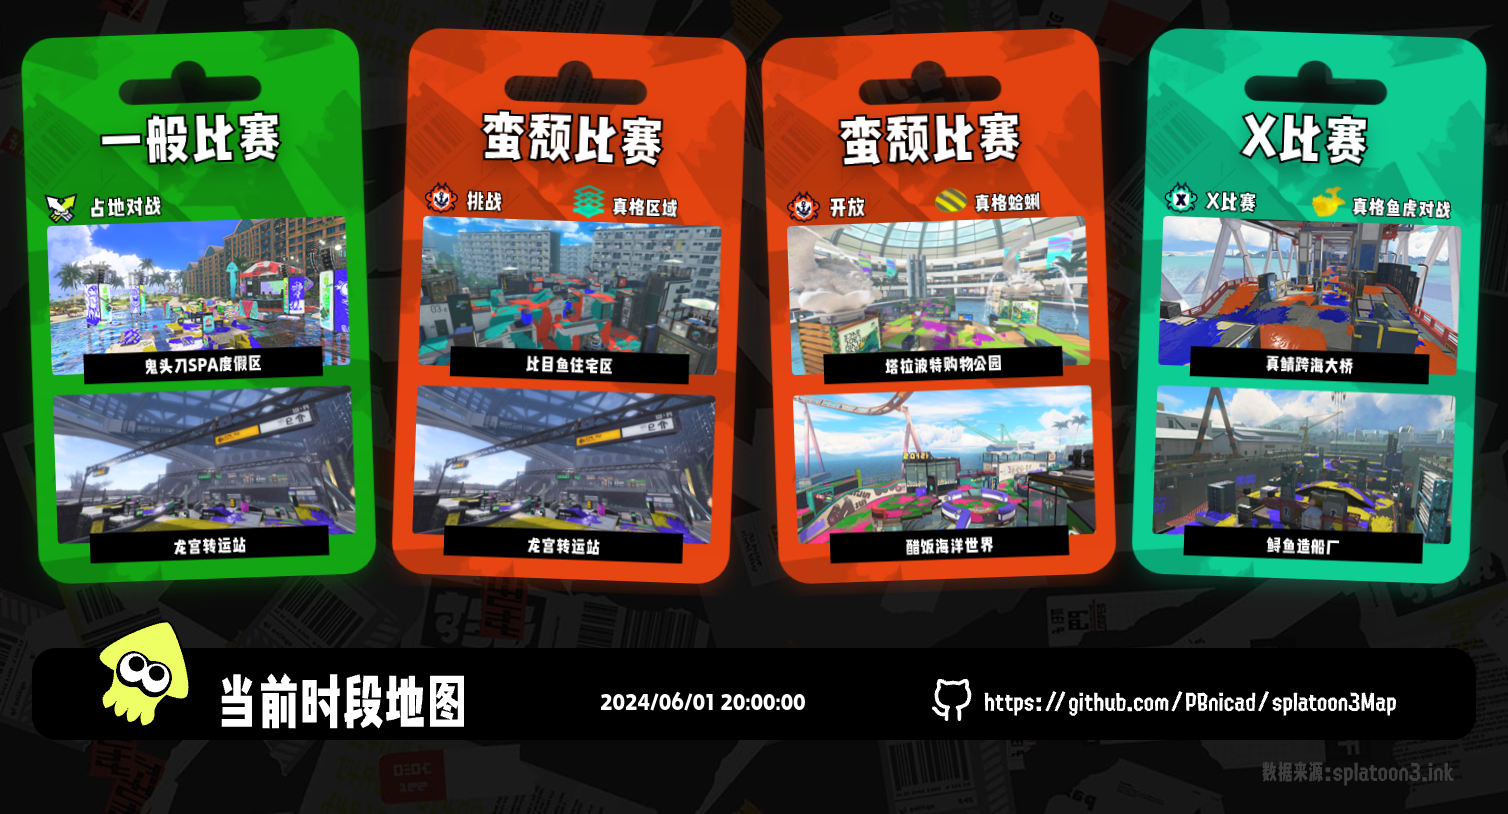 一般比赛
占地对战
鬼头刀SPA度假区
龙宫转运站
蛮颓比赛
挑战
真格区域
比目鱼住宅区
龙宫转运站
蛮颓比赛
开放
真格蛤蜊
塔拉波特购物公园
醋饭海洋世界
X比赛
X比赛
真格鱼虎对战
真鲭跨海大桥
鲟鱼造船厂
当前时段地图
2024/06/01 20:00:00
https://github.com/PBnicad/splatoon3Map
数据来源:splatoon3.ink